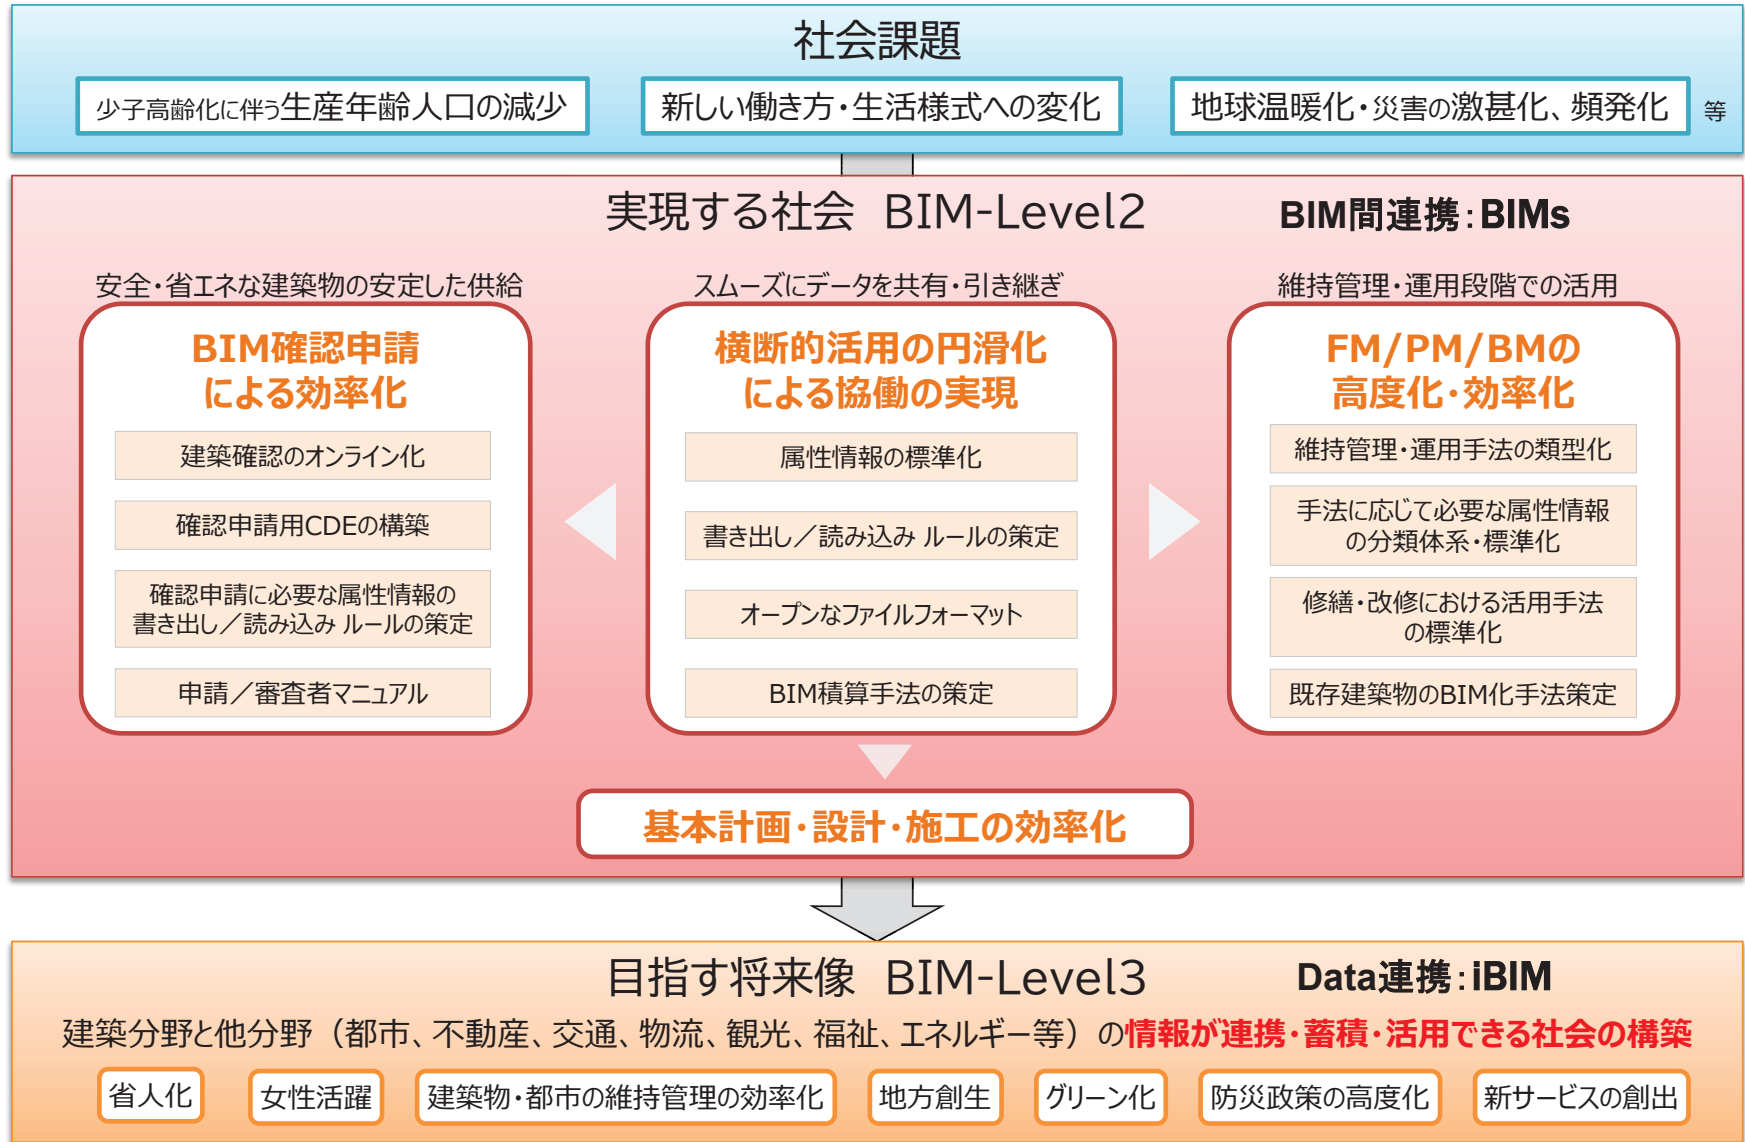 社会課題
少子高齢化に伴う生産年齢人口の減少
新しい働き方・生活様式への変化
地球温暖化・災害の激甚化、頻発化
等
実現する社会 BIM-Level2
BIM間連携：BIMs
安全・省エネな建築物の安定した供給
BIM確認申請
による効率化
建築確認のオンライン化
確認申請用CDEの構築
確認申請に必要な属性情報の
書き出し／読み込み ルールの策定
申請／審査者マニュアル
スムーズにデータを共有・引き継ぎ
横断的活用の円滑化
による協働の実現
属性情報の標準化
書き出し／読み込み ルールの策定
オープンなファイルフォーマット
BIM積算手法の策定
維持管理・運用段階での活用
FM/PM/BMの
高度化・効率化
維持管理・運用手法の類型化
手法に応じて必要な属性情報
の分類体系・標準化
修繕・改修における活用手法
の標準化
既存建築物のBIM化手法策定
基本計画・設計・施工の効率化
目指す将来像 BIM-Level3
Data連携：iBIM
建築分野と他分野（都市、不動産、交通、物流、観光、福祉、エネルギー等）の情報が連携・蓄積・活用できる社会の構築
省人化
女性活躍
建築物・都市の維持管理の効率化
地方創生
グリーン化
防災政策の高度化
新サービスの創出